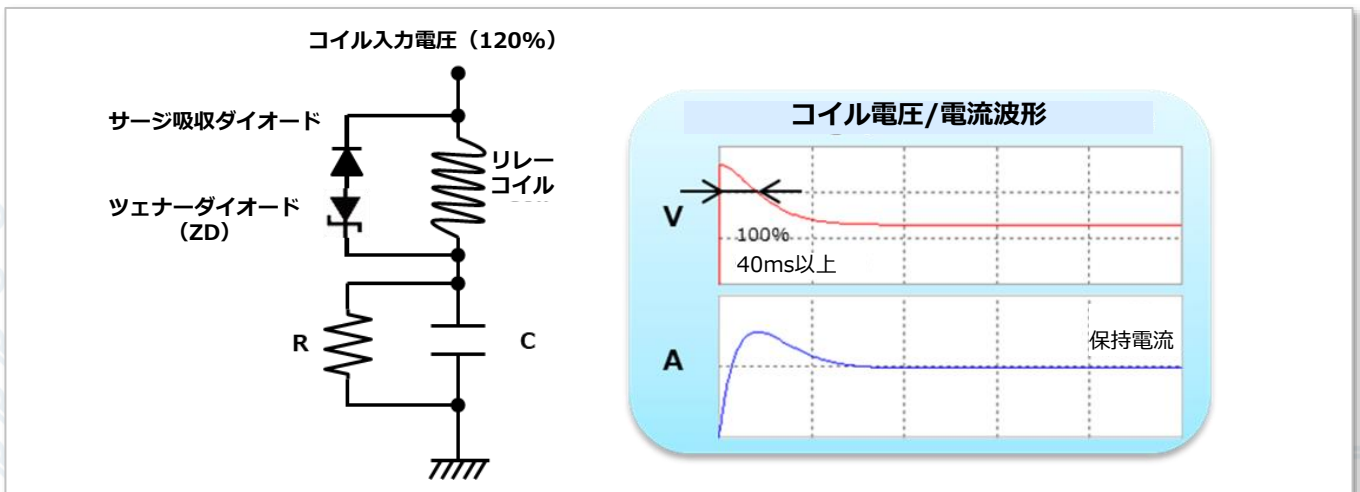 コイル入力電圧（120%）
サージ吸収ダイオード
リレー
コイル
ツェナーダイオード
（ZD）
R
C
コイル電圧/電流波形
V
100%
40ms以上
A
保持電流